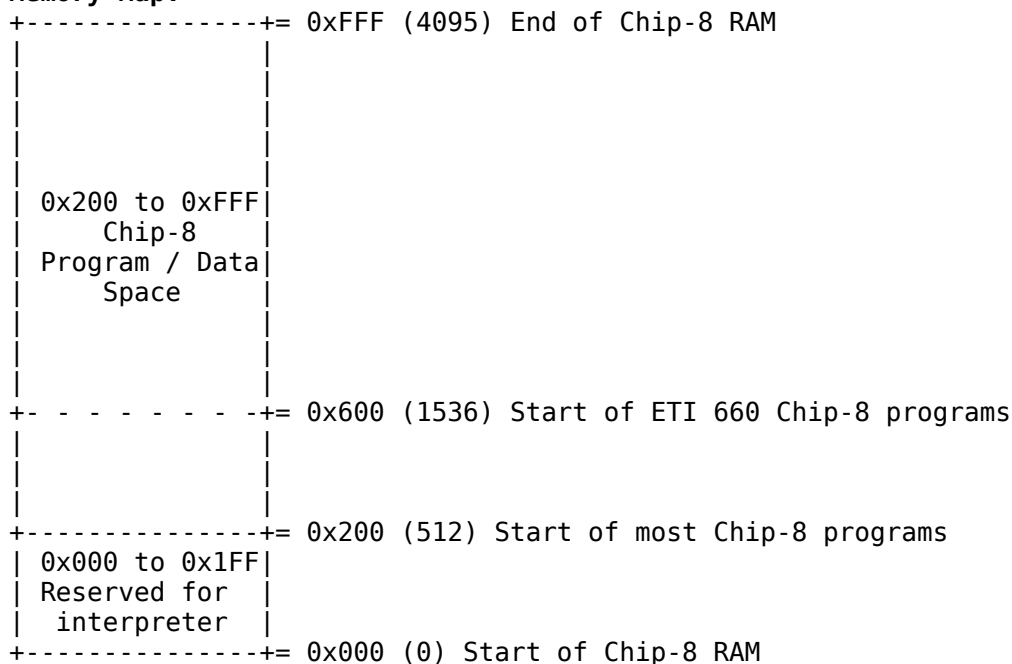 Memory Map:
+---------------+= 0xFFF (4095) End of Chip-8 RAM
|               |
|               |
|               |
|               |
|               |
| 0x200 to 0xFFF|
|     Chip-8    |
| Program / Data|
|     Space     |
|               |
|               |
|               |
+- - - - - - - -+= 0x600 (1536) Start of ETI 660 Chip-8 programs
|               |
|               |
|               |
+---------------+= 0x200 (512) Start of most Chip-8 programs
| 0x000 to 0x1FF|
| Reserved for  |
|  interpreter  |
+---------------+= 0x000 (0) Start of Chip-8 RAM